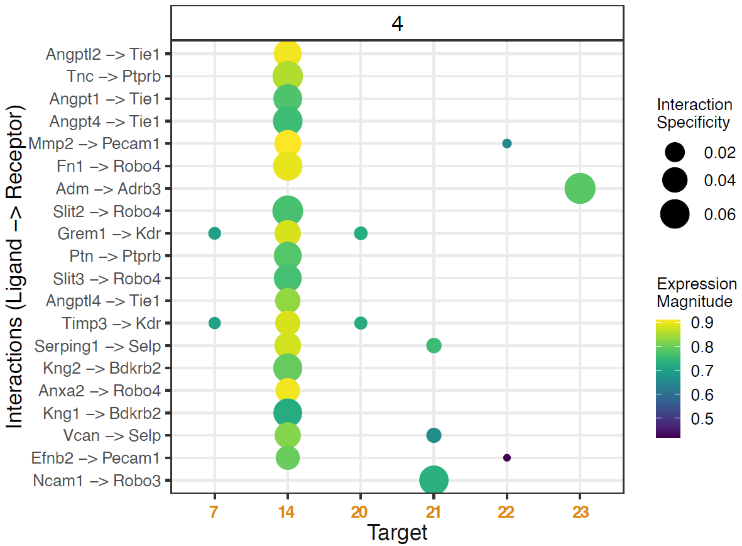 4
Interactions (Ligand −> Receptor)
Angptl2 −> Tie1
Tnc −> Ptprb
Angpt1 −> Tie1
Angpt4 −> Tie1
Mmp2 −> Pecam1
Fn1 −> Robo4
Adm −> Adrb3
Slit2 −> Robo4
Grem1 −> Kdr
Ptn −> Ptprb
Slit3 −> Robo4
Angptl4 −> Tie1
Timp3 −> Kdr
Serping1 −> Selp
Kng2 −> Bdkrb2
Anxa2 −> Robo4
Kng1 −> Bdkrb2
Vcan −> Selp
Efnb2 −> Pecam1
Ncam1 −> Robo3
7 14 20 21 22 23
Target
Interaction
Specificity
0.02
0.04
0.06
Expression
Magnitude
0.9
0.8
0.7
0.6
0.5